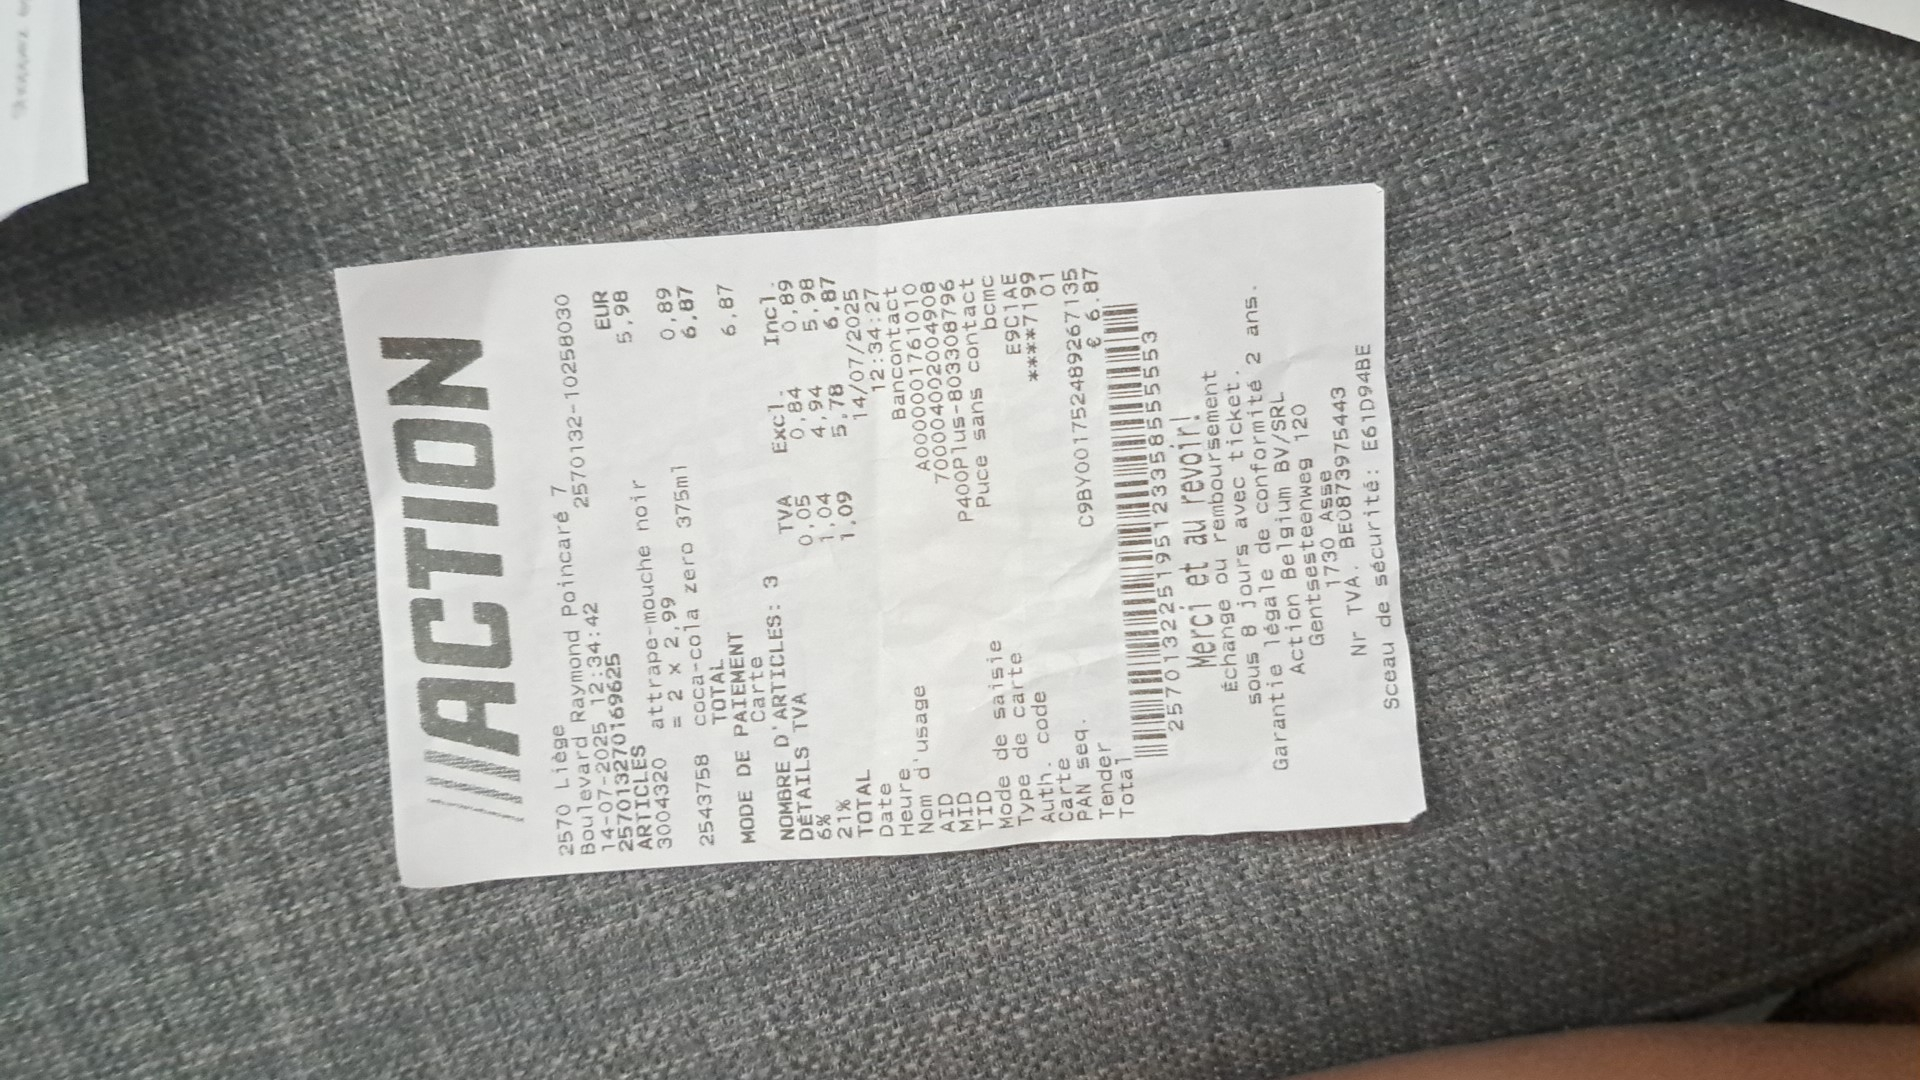 ///ACTION
2570 Liège
Boulevard Raymond Poincaré 7
14-07-2025 12:34:42 2570132-10258030
2570132701 69625
ARTICLES EUR
3004320 attrape-mouche noir 5,98
= 2 x 2,99
2543758 coca-cola zero 375ml 0,89
TOTAL 6,87
MODE DE PAIEMENT
Carte 6,87
NOMBRE D'ARTICLES: 3
DÉTAILS TVA TVA Excl. Incl.
6% 0,05 0,84 0,89
21% 1,04 4,94 5,98
TOTAL 1,09 5,78 6,87
Date 14/07/2025
Heure 12:34:27
Nom d'usage Bancontact
AID A0000001761010
MID 700004002004908
TID P400Plus-803308796
Mode de saisie Puce sans contact
Type de carte bcmc
Auth. code E9C1AE
Carte ****7199
PAN seq. 01
Tender C9BY001752489267135
Total € 6.87
2570132251951233585555553
Merci et au revoir!
Échange ou remboursement
sous 8 jours avec ticket.
Garantie légale de conformité 2 ans.
Action Belgium BV/SRL
Gentsesteenweg 120
1730 Asse
Nr TVA. BE0873975443
Sceau de sécurité: E61D94BE